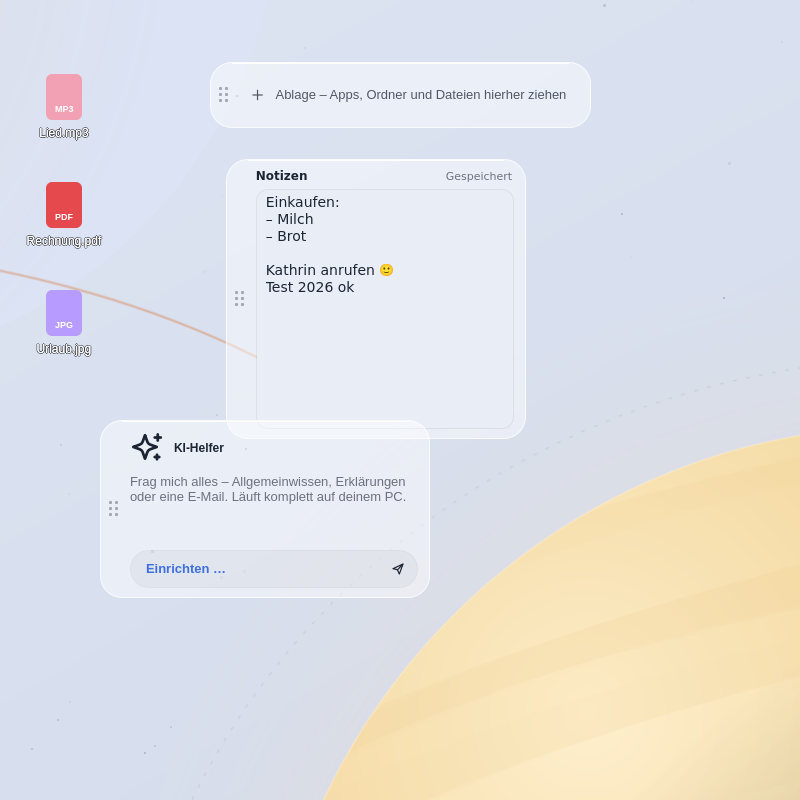 Ablage – Apps, Ordner und Dateien hierher ziehen
MP3
Lied.mp3
PDF
Rechnung.pdf
JPG
Urlaub.jpg
Notizen
Gespeichert
Einkaufen:
– Milch
– Brot
Kathrin anrufen 🙂
Test 2026 ok
KI-Helfer
Frag mich alles – Allgemeinwissen, Erklärungen
oder eine E-Mail. Läuft komplett auf deinem PC.
Einrichten …